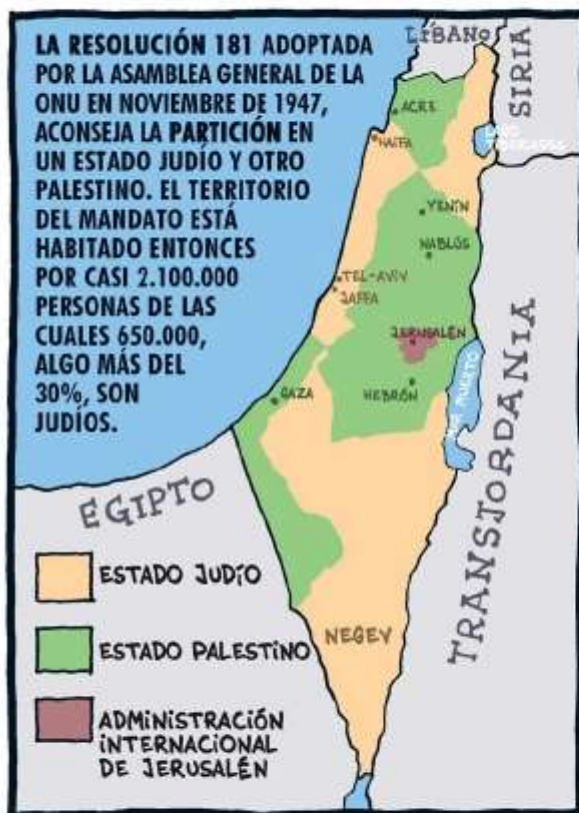 LA RESOLUCIÓN 181 ADOPTADA
POR LA ASAMBLEA GENERAL DE LA
ONU EN NOVIEMBRE DE 1947,
ACONSEJA LA PARTICIÓN EN
UN ESTADO JUDÍO Y OTRO
PALESTINO. EL TERRITORIO
DEL MANDATO ESTÁ
HABITADO ENTONCES
POR CASI 2.100.000
PERSONAS DE LAS
CUALES 650.000,
ALGO MÁS DEL
30%, SON
JUDÍOS.
LÍBANO
SIRIA
ACRE
HAIFA
YENÍN
NABLÚS
TEL-AVIV
JAFFA
JERUSALÉN
GAZA
HEBRÓN
MAR MUERTO
TRANSJORDANIA
EGIPTO
NEGEV
ESTADO JUDÍO
ESTADO PALESTINO
ADMINISTRACIÓN
INTERNACIONAL
DE JERUSALÉN